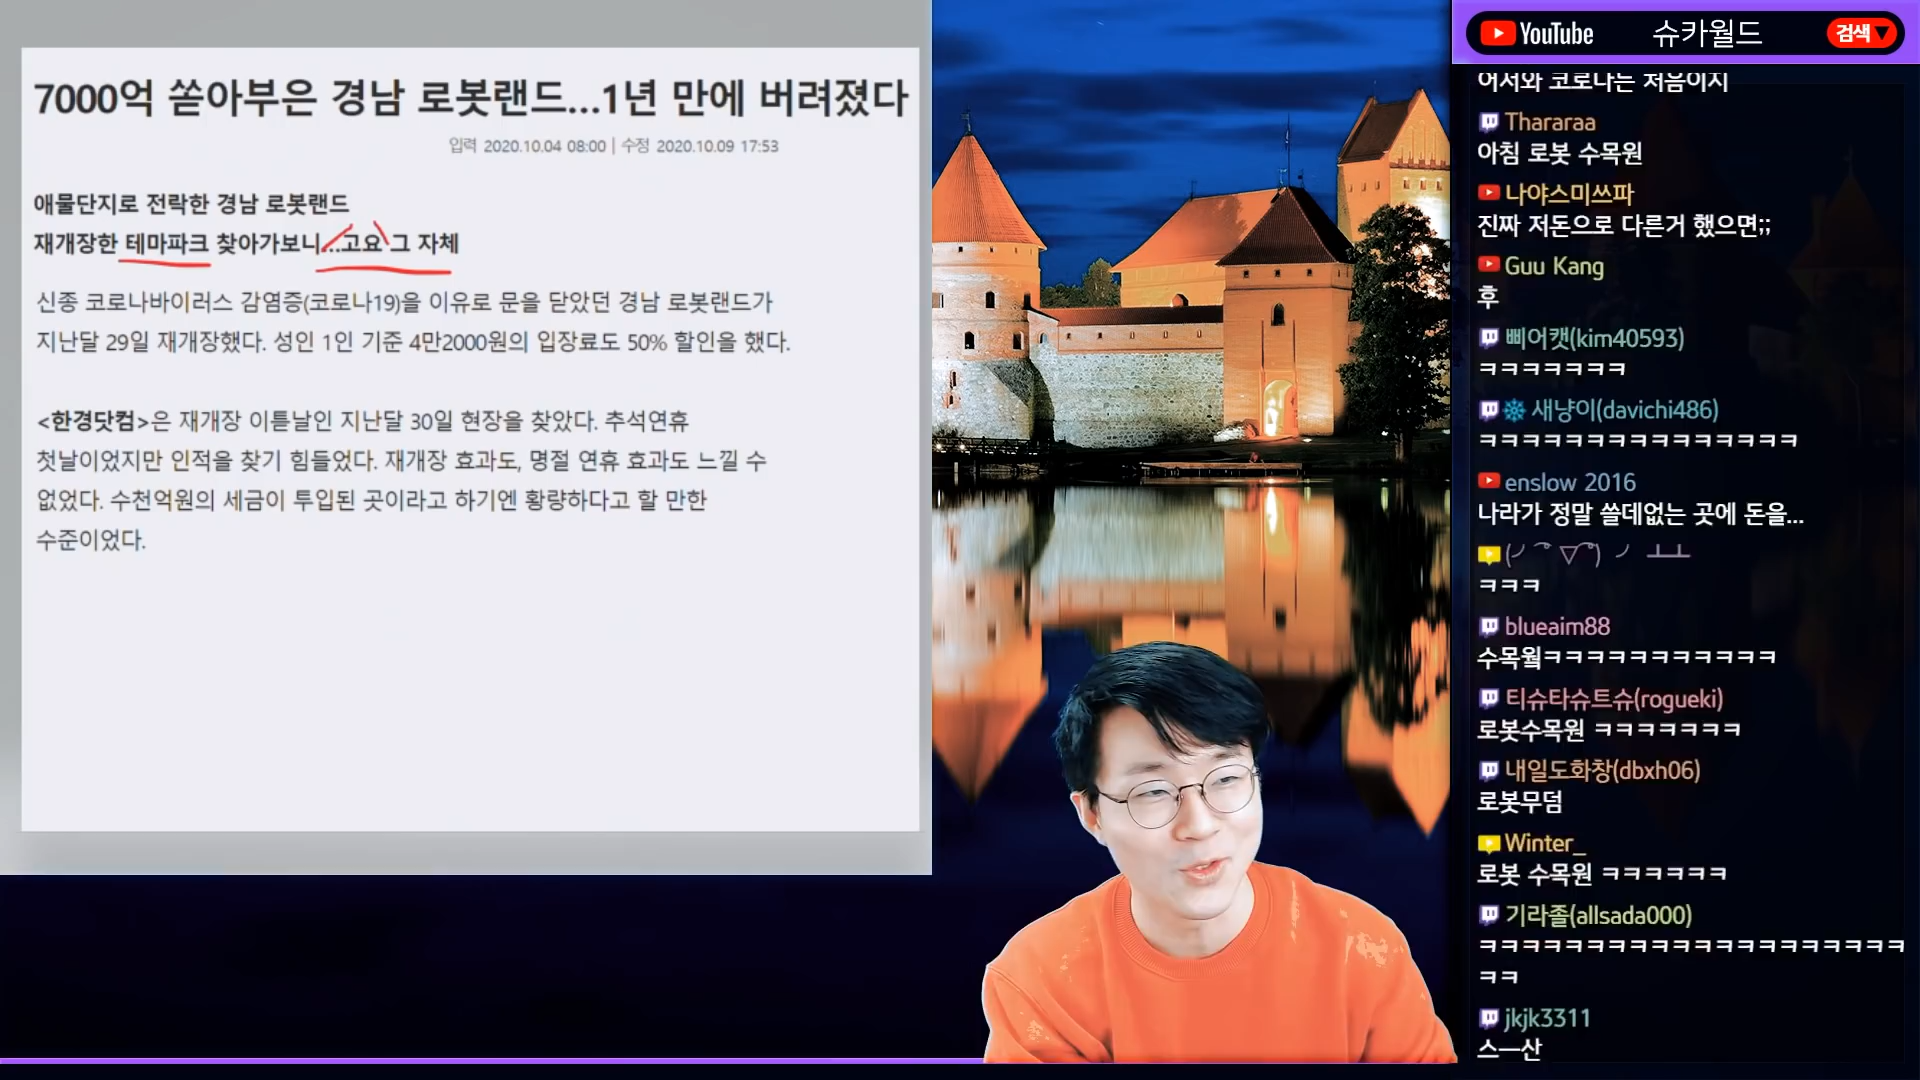 7000억 쏟아부은 경남 로봇랜드...1년 만에 버려졌다
입력 2020.10.04 08:00 | 수정 2020.10.09 17:53
애물단지로 전락한 경남 로봇랜드
재개장한 테마파크 찾아가보니...고요 그 자체
신종 코로나바이러스 감염증(코로나19)을 이유로 문을 닫았던 경남 로봇랜드가
지난달 29일 재개장했다. 성인 1인 기준 4만2000원의 입장료도 50% 할인을 했다.
<한경닷컴>은 재개장 이튿날인 지난달 30일 현장을 찾았다. 추석연휴
첫날이었지만 인적을 찾기 힘들었다. 재개장 효과도, 명절 연휴 효과도 느낄 수
없었다. 수천억원의 세금이 투입된 곳이라고 하기엔 황량하다고 할 만한
수준이었다.
YouTube 슈카월드 검색▼
어서와 코로나는 처음이지
Thararaa
아침 로봇 수목원
나야스미쓰파
진짜 저돈으로 다른거 했으면;;
Guu Kang
후
삐어캣(kim40593)
ㅋㅋㅋㅋㅋㅋㅋ
새냥이(davichi486)
ㅋㅋㅋㅋㅋㅋㅋㅋㅋㅋㅋㅋㅋㅋㅋ
enslow 2016
나라가 정말 쓸데없는 곳에 돈을...
ㅋㅋㅋ
blueaim88
수목웤ㅋㅋㅋㅋㅋㅋㅋㅋㅋㅋㅋ
티슈타슈트슈(rogueki)
로봇수목원 ㅋㅋㅋㅋㅋㅋㅋ
내일도화창(dbxh06)
로봇무덤
Winter_
로봇 수목원 ㅋㅋㅋㅋㅋㅋ
기라졸(allsada000)
ㅋㅋㅋㅋㅋㅋㅋㅋㅋㅋㅋㅋㅋㅋㅋㅋㅋㅋㅋㅋ
ㅋㅋ
jkjk3311
스—산